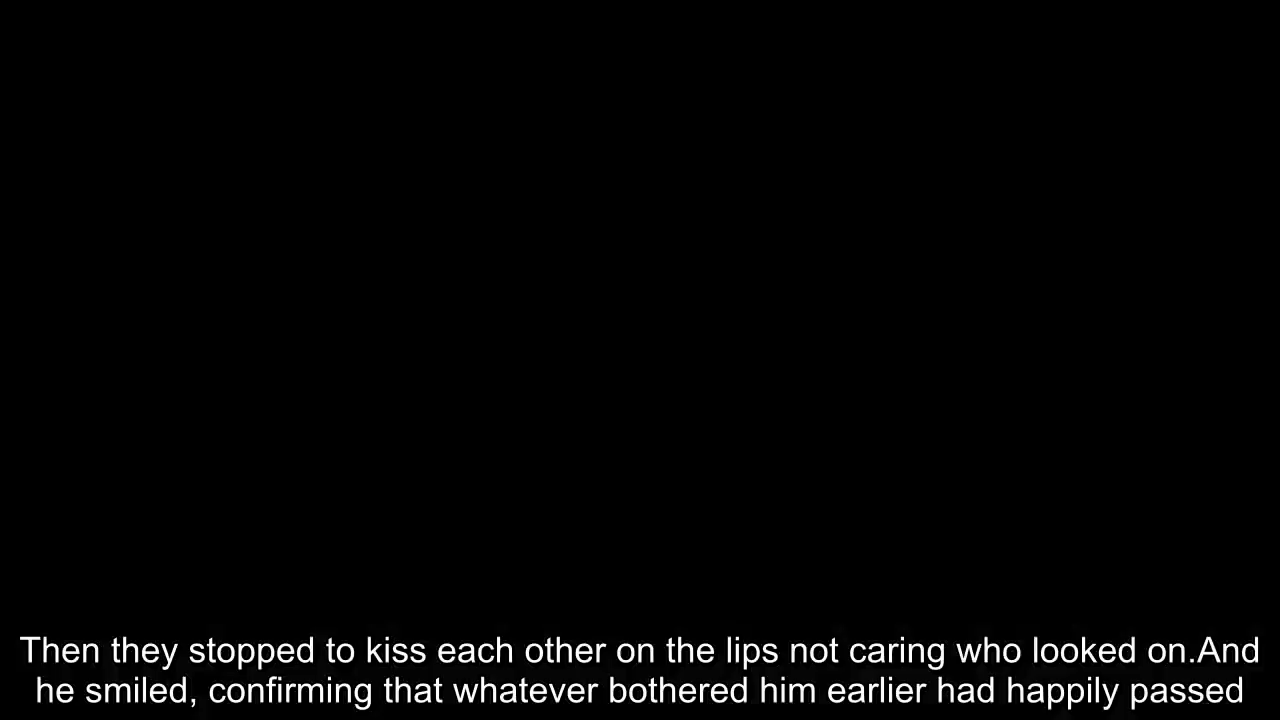 Then they stopped to kiss each other on the lips not caring who looked on.And
he smiled, confirming that whatever bothered him earlier had happily passed